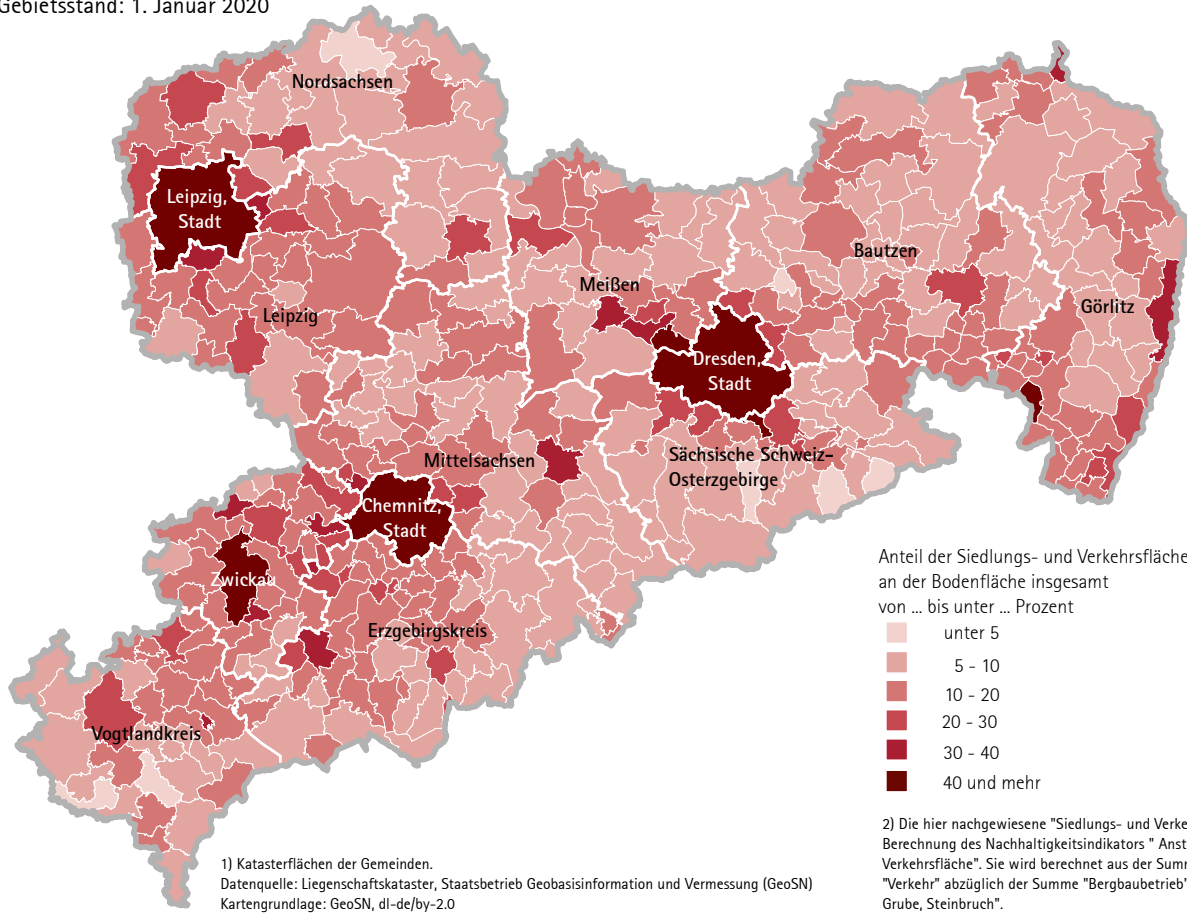 Gebietsstand: 1. Januar 2020
Nordsachsen
Leipzig,
Stadt
Bautzen
Meißen
Görlitz
Leipzig
Dresden,
Stadt
Mittelsachsen
Sächsische Schweiz-
Osterzgebirge
Chemnitz,
Stadt
Zwickau
Erzgebirgskreis
Vogtlandkreis
Anteil der Siedlungs- und Verkehrsfläche
an der Bodenfläche insgesamt
von ... bis unter ... Prozent
unter 5
5 - 10
10 - 20
20 - 30
30 - 40
40 und mehr
1) Katasterflächen der Gemeinden.
Datenquelle: Liegenschaftskataster, Staatsbetrieb Geobasisinformation und Vermessung (GeoSN)
Kartengrundlage: GeoSN, dl-de/by-2.0
2) Die hier nachgewiesene "Siedlungs- und Verke
Berechnung des Nachhaltigkeitsindikators " Anst
Verkehrsfläche". Sie wird berechnet aus der Summ
"Verkehr" abzüglich der Summe "Bergbaubetrieb"
Grube, Steinbruch".